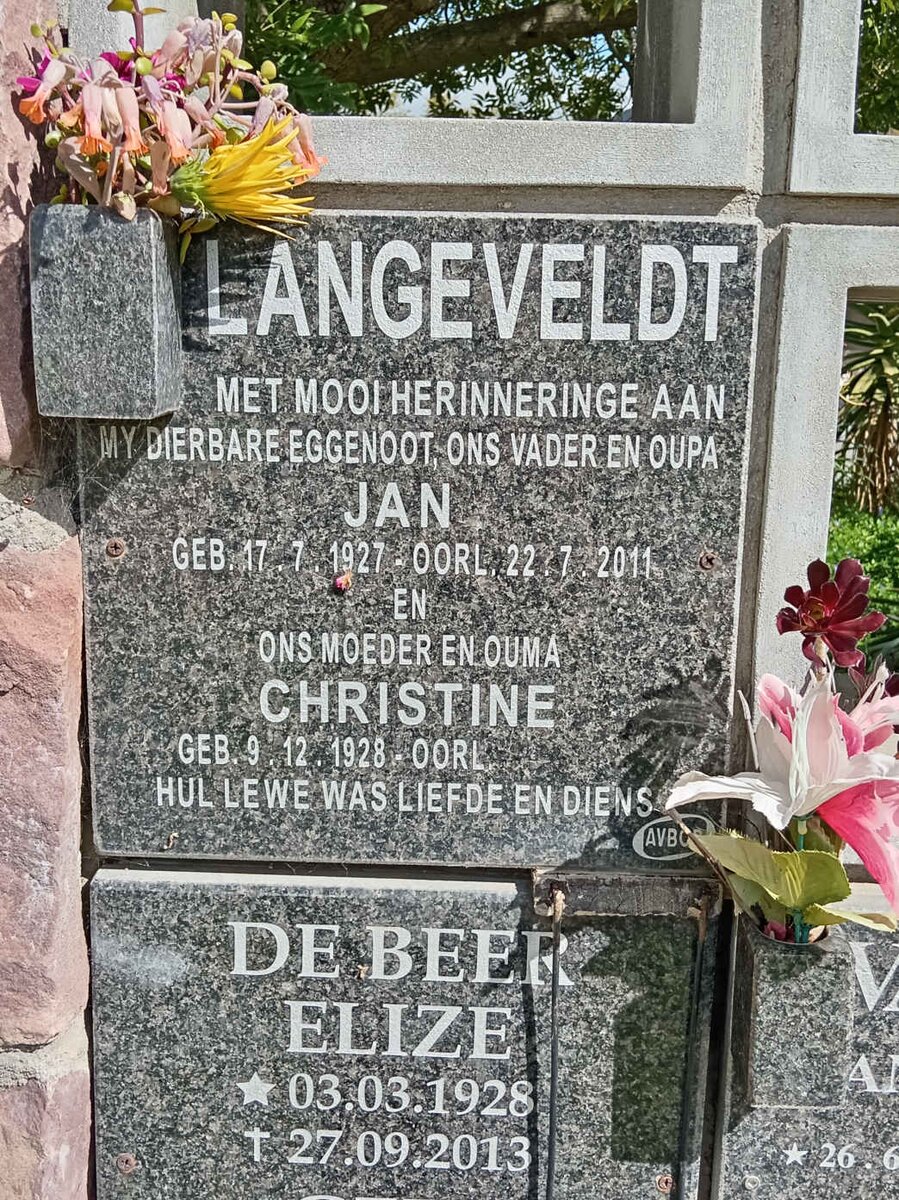 LANGEVELDT
MET MOOI HERINNERINGE AAN
MY DIERBARE EGGENOOT, ONS VADER EN OUPA
JAN
GEB. 17 . 7 . 1927 - OORL. 22 . 7 . 2011
EN
ONS MOEDER EN OUMA
CHRISTINE
GEB. 9 . 12 . 1928 - OORL
HUL LEWE WAS LIEFDE EN DIENS
DE BEER
ELIZE
★ 03.03.1928
† 27.09.2013